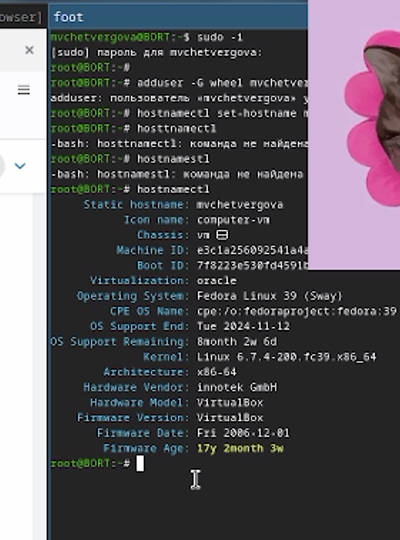 owser]
foot
mvchetvergova@BORT:~$ sudo -i
[sudo] пароль для mvchetvergova:
root@BORT:~#
root@BORT:~# adduser -G wheel mvchetver
adduser: пользователь «mvchetvergova» у
root@BORT:~# hostnamectl set-hostname m
root@BORT:~# hosttnamectl
-bash: hosttnamectl: команда не найдена
root@BORT:~# hostnamestl
-bash: hostnamestl: команда не найдена
root@BORT:~# hostnamectl
Static hostname: mvchetvergova
Icon name: computer-vm
Chassis: vm
Machine ID: e3c1a256092541a4a
Boot ID: 7f8223e530fd4591b
Virtualization: oracle
Operating System: Fedora Linux 39 (Sway)
CPE OS Name: cpe:/o:fedoraproject:fedora:39
OS Support End: Tue 2024-11-12
OS Support Remaining: 8month 2w 6d
Kernel: Linux 6.7.4-200.fc39.x86_64
Architecture: x86-64
Hardware Vendor: innotek GmbH
Hardware Model: VirtualBox
Firmware Version: VirtualBox
Firmware Date: Fri 2006-12-01
Firmware Age: 17y 2month 3w
root@BORT:~#